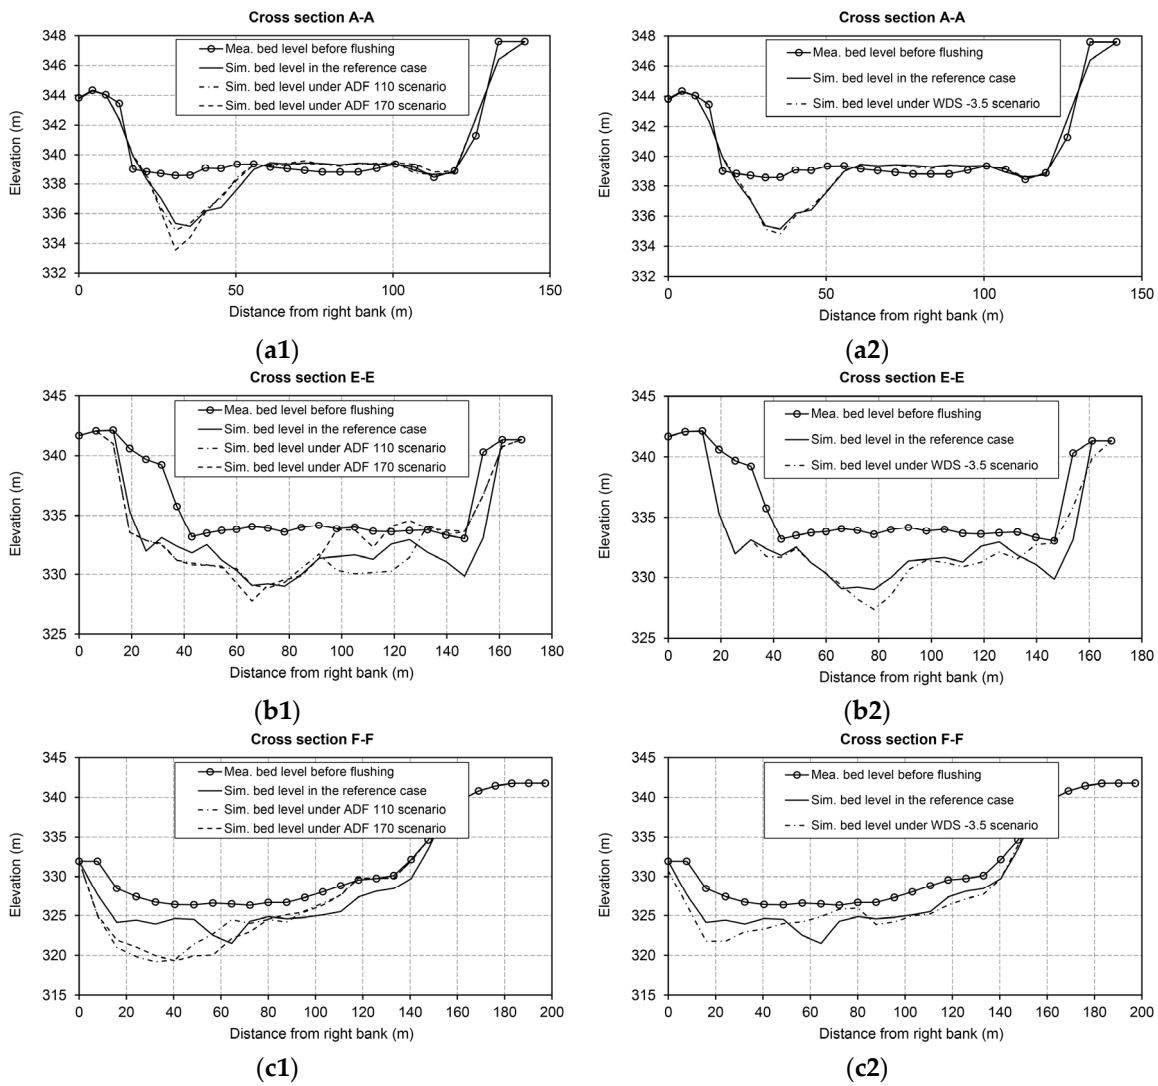 Cross section A-A
Mea. bed level before flushing
Sim. bed level in the reference case
Sim. bed level under ADF 110 scenario
Sim. bed level under ADF 170 scenario
Elevation (m)
348
346
344
342
340
338
336
334
332
0
50
100
150
Distance from right bank (m)
(a1)
Cross section A-A
Mea. bed level before flushing
Sim. bed level in the reference case
Sim. bed level under WDS -3.5 scenario
Elevation (m)
348
346
344
342
340
338
336
334
332
0
50
100
150
Distance from right bank (m)
(a2)
Cross section E-E
Mea. bed level before flushing
Sim. bed level in the reference case
Sim. bed level under ADF 110 scenario
Sim. bed level under ADF 170 scenario
Elevation (m)
345
340
335
330
325
0 20 40 60 80 100 120 140 160 180
Distance from right bank (m)
(b1)
Cross section E-E
Mea. bed level before flushing
Sim. bed level in the reference case
Sim. bed level under WDS -3.5 scenario
Elevation (m)
345
340
335
330
325
0 20 40 60 80 100 120 140 160 180
Distance from right bank (m)
(b2)
Cross section F-F
Mea. bed level before flushing
Sim. bed level in the reference case
Sim. bed level under ADF 110 scenario
Sim. bed level under ADF 170 scenario
Elevation (m)
345
340
335
330
325
320
315
0 20 40 60 80 100 120 140 160 180 200
Distance from right bank (m)
(c1)
Cross section F-F
Mea. bed level before flushing
Sim. bed level in the reference case
Sim. bed level under WDS -3.5 scenario
Elevation (m)
345
340
335
330
325
320
315
0 20 40 60 80 100 120 140 160 180 200
Distance from right bank (m)
(c2)